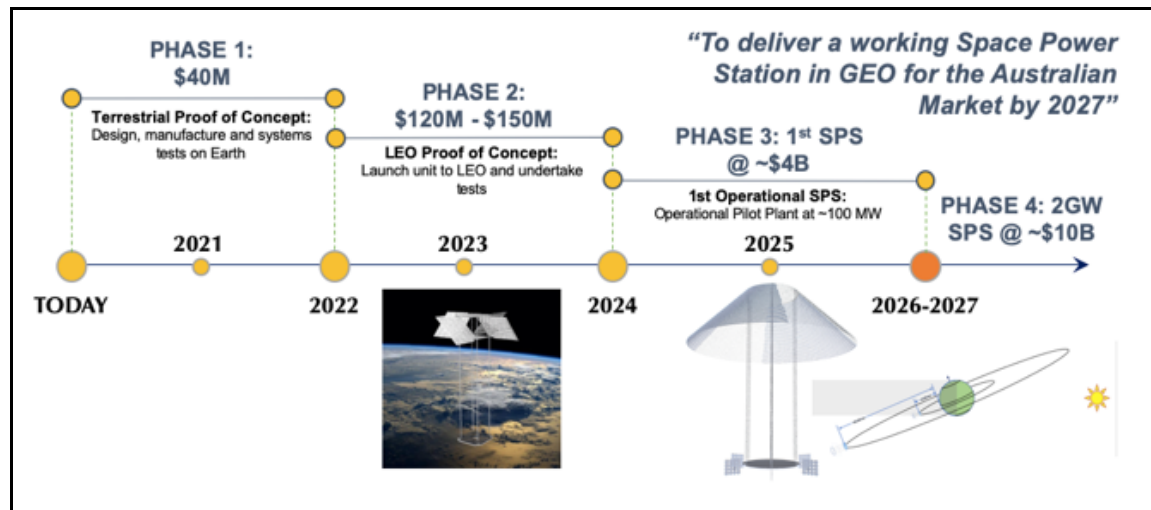 PHASE 1:
$40M
Terrestrial Proof of Concept:
Design, manufacture and systems
tests on Earth
PHASE 2:
$120M - $150M
LEO Proof of Concept:
Launch unit to LEO and undertake
tests
“To deliver a working Space Power
Station in GEO for the Australian
Market by 2027”
PHASE 3: 1st SPS
@ ~$4B
1st Operational SPS:
Operational Pilot Plant at ~100 MW
PHASE 4: 2GW
SPS @ ~$10B
2021
2023
2025
TODAY
2022
2024
2026-2027